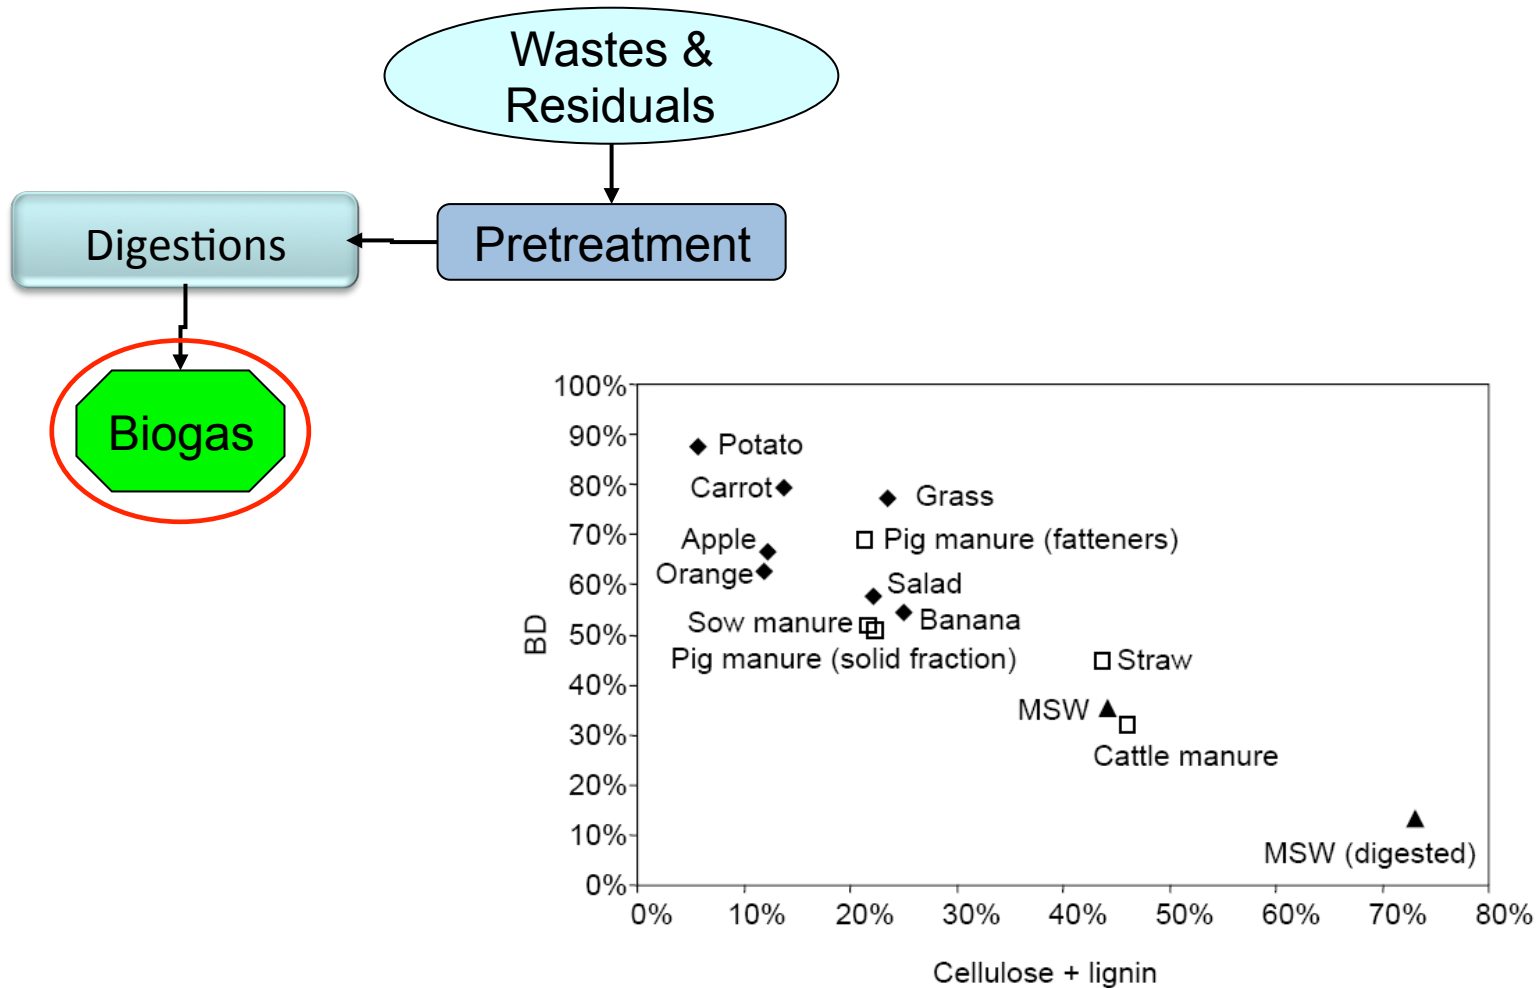 Wastes &
Residuals
Pretreatment
Digestions
Biogas
100%
90%
80%
70%
60%
50%
40%
30%
20%
10%
0%
BD
Potato
Carrot
Grass
Apple
Pig manure (fatteners)
Orange
Salad
Sow manure
Banana
Pig manure (solid fraction)
Straw
MSW
Cattle manure
MSW (digested)
0% 10% 20% 30% 40% 50% 60% 70% 80%
Cellulose + lignin